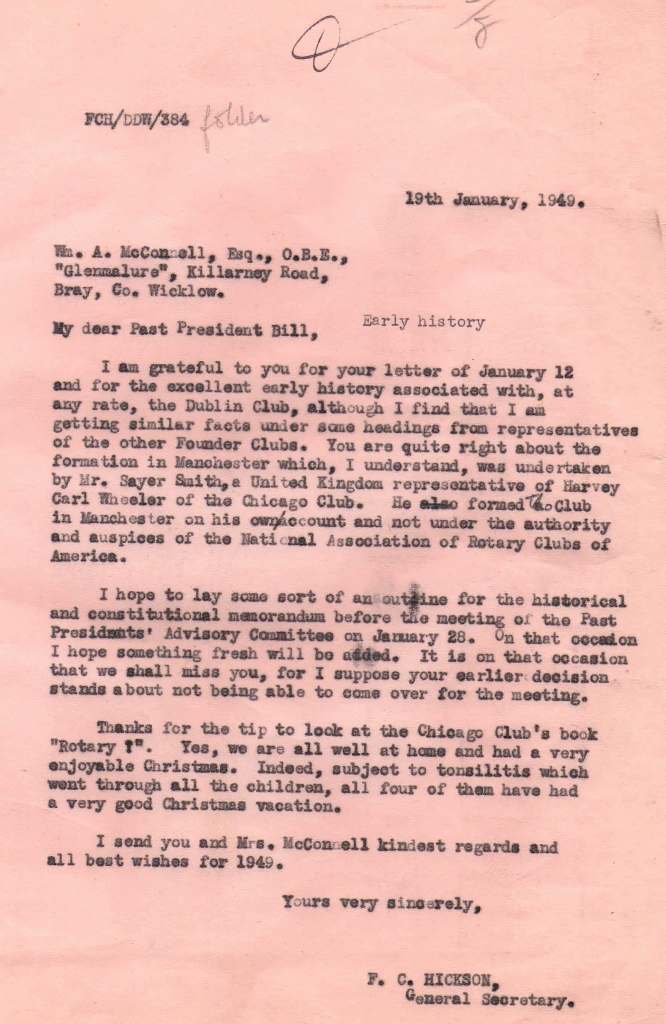 FCH/DDW/384 folder
19th January, 1949.
Wm. A. McConnell, Esq., O.B.E.,
"Glenmalure", Killarney Road,
Bray, Co. Wicklow.
My dear Past President Bill,
Early history
I am grateful to you for your letter of January 12
and for the excellent early history associated with, at
any rate, the Dublin Club, although I find that I am
getting similar facts under some headings from representatives
of the other Founder Clubs. You are quite right about the
formation in Manchester which, I understand, was undertaken
by Mr. Sayer Smith, a United Kingdom representative of Harvey
Carl Wheeler of the Chicago Club. He also formed The Club
in Manchester on his own/account and not under the authority
and auspices of the National Association of Rotary Clubs of
America.
I hope to lay some sort of an outline for the historical
and constitutional memorandum before the meeting of the Past
Presidents' Advisory Committee on January 28. On that occasion
I hope something fresh will be added. It is on that occasion
that we shall miss you, for I suppose your earlier decision
stands about not being able to come over for the meeting.
Thanks for the tip to look at the Chicago Club's book
"Rotary ?". Yes, we are all well at home and had a very
enjoyable Christmas. Indeed, subject to tonsilitis which
went through all the children, all four of them have had
a very good Christmas vacation.
I send you and Mrs. McConnell kindest regards and
all best wishes for 1949.
Yours very sincerely,
F. C. HICKSON,
General Secretary.